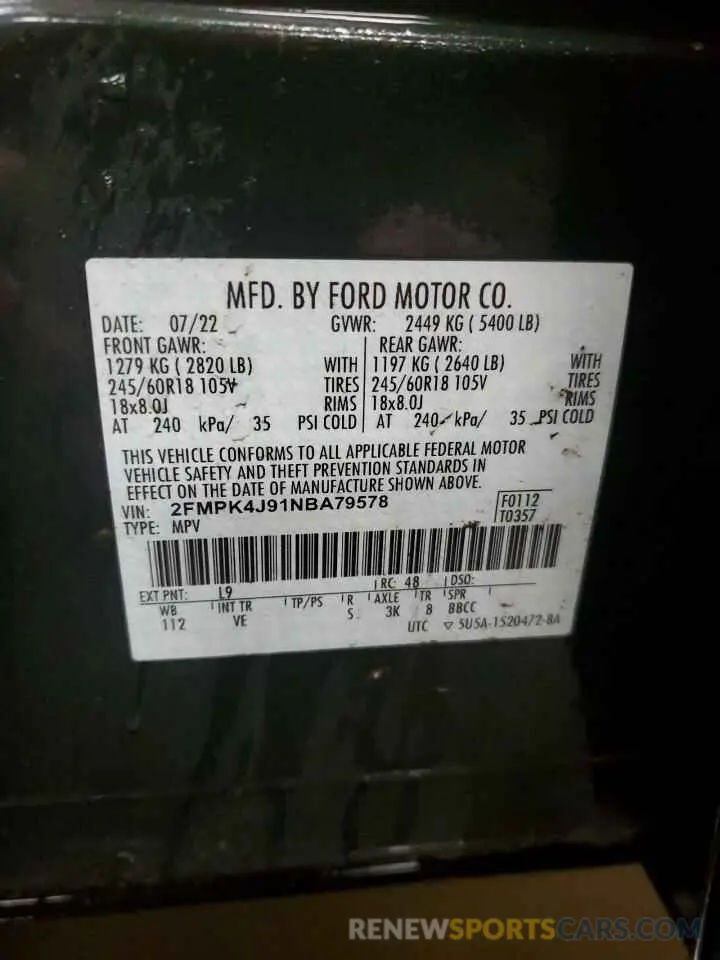 MFD. BY FORD MOTOR CO.
DATE: 07/22 GVWR: 2449 KG ( 5400 LB)
FRONT GAWR: REAR GAWR:
1279 KG ( 2820 LB) WITH 1197 KG ( 2640 LB) WITH
245/60R18 105V TIRES 245/60R18 105V TIRES
18x8.0J RIMS 18x8.0J RIMS
AT 240 kPa/ 35 PSI COLD AT 240 kPa/ 35 PSI COLD
THIS VEHICLE CONFORMS TO ALL APPLICABLE FEDERAL MOTOR
VEHICLE SAFETY AND THEFT PREVENTION STANDARDS IN
EFFECT ON THE DATE OF MANUFACTURE SHOWN ABOVE.
VIN: 2FMPK4J91NBA79578 F0112
TYPE: MPV T0357
EXT PNT: L9 RC: 48 DSO:
WB INT TR TP/PS R AXLE TR SPR
112 VE S 3K 8 BBCC
UTC ▽ 5U5A-1520472-BA
RENEWSPORTSCARS.COM